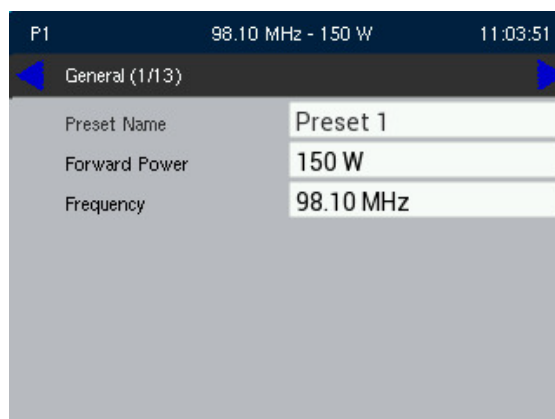 P1 98.10 MHz - 150 W 11:03:51
General (1/13)
Preset Name Preset 1
Forward Power 150 W
Frequency 98.10 MHz